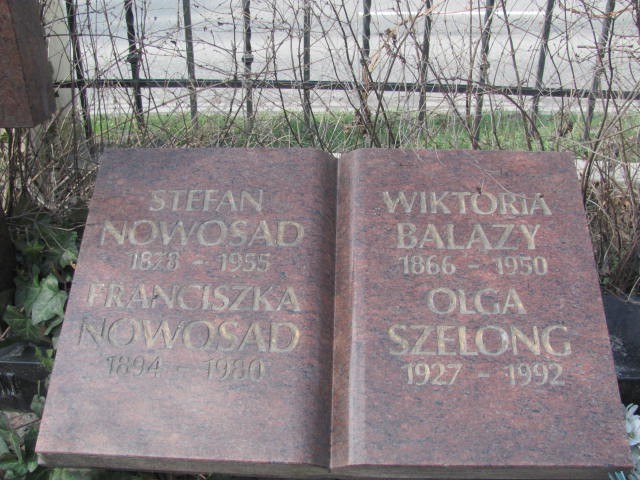 STEFAN
NOWOSAD
1878 - 1955
FRANCISZKA
NOWOSAD
1894 - 1980
WIKTORIA
BALAZY
1866 - 1950
OLGA
SZELONG
1927 - 1992